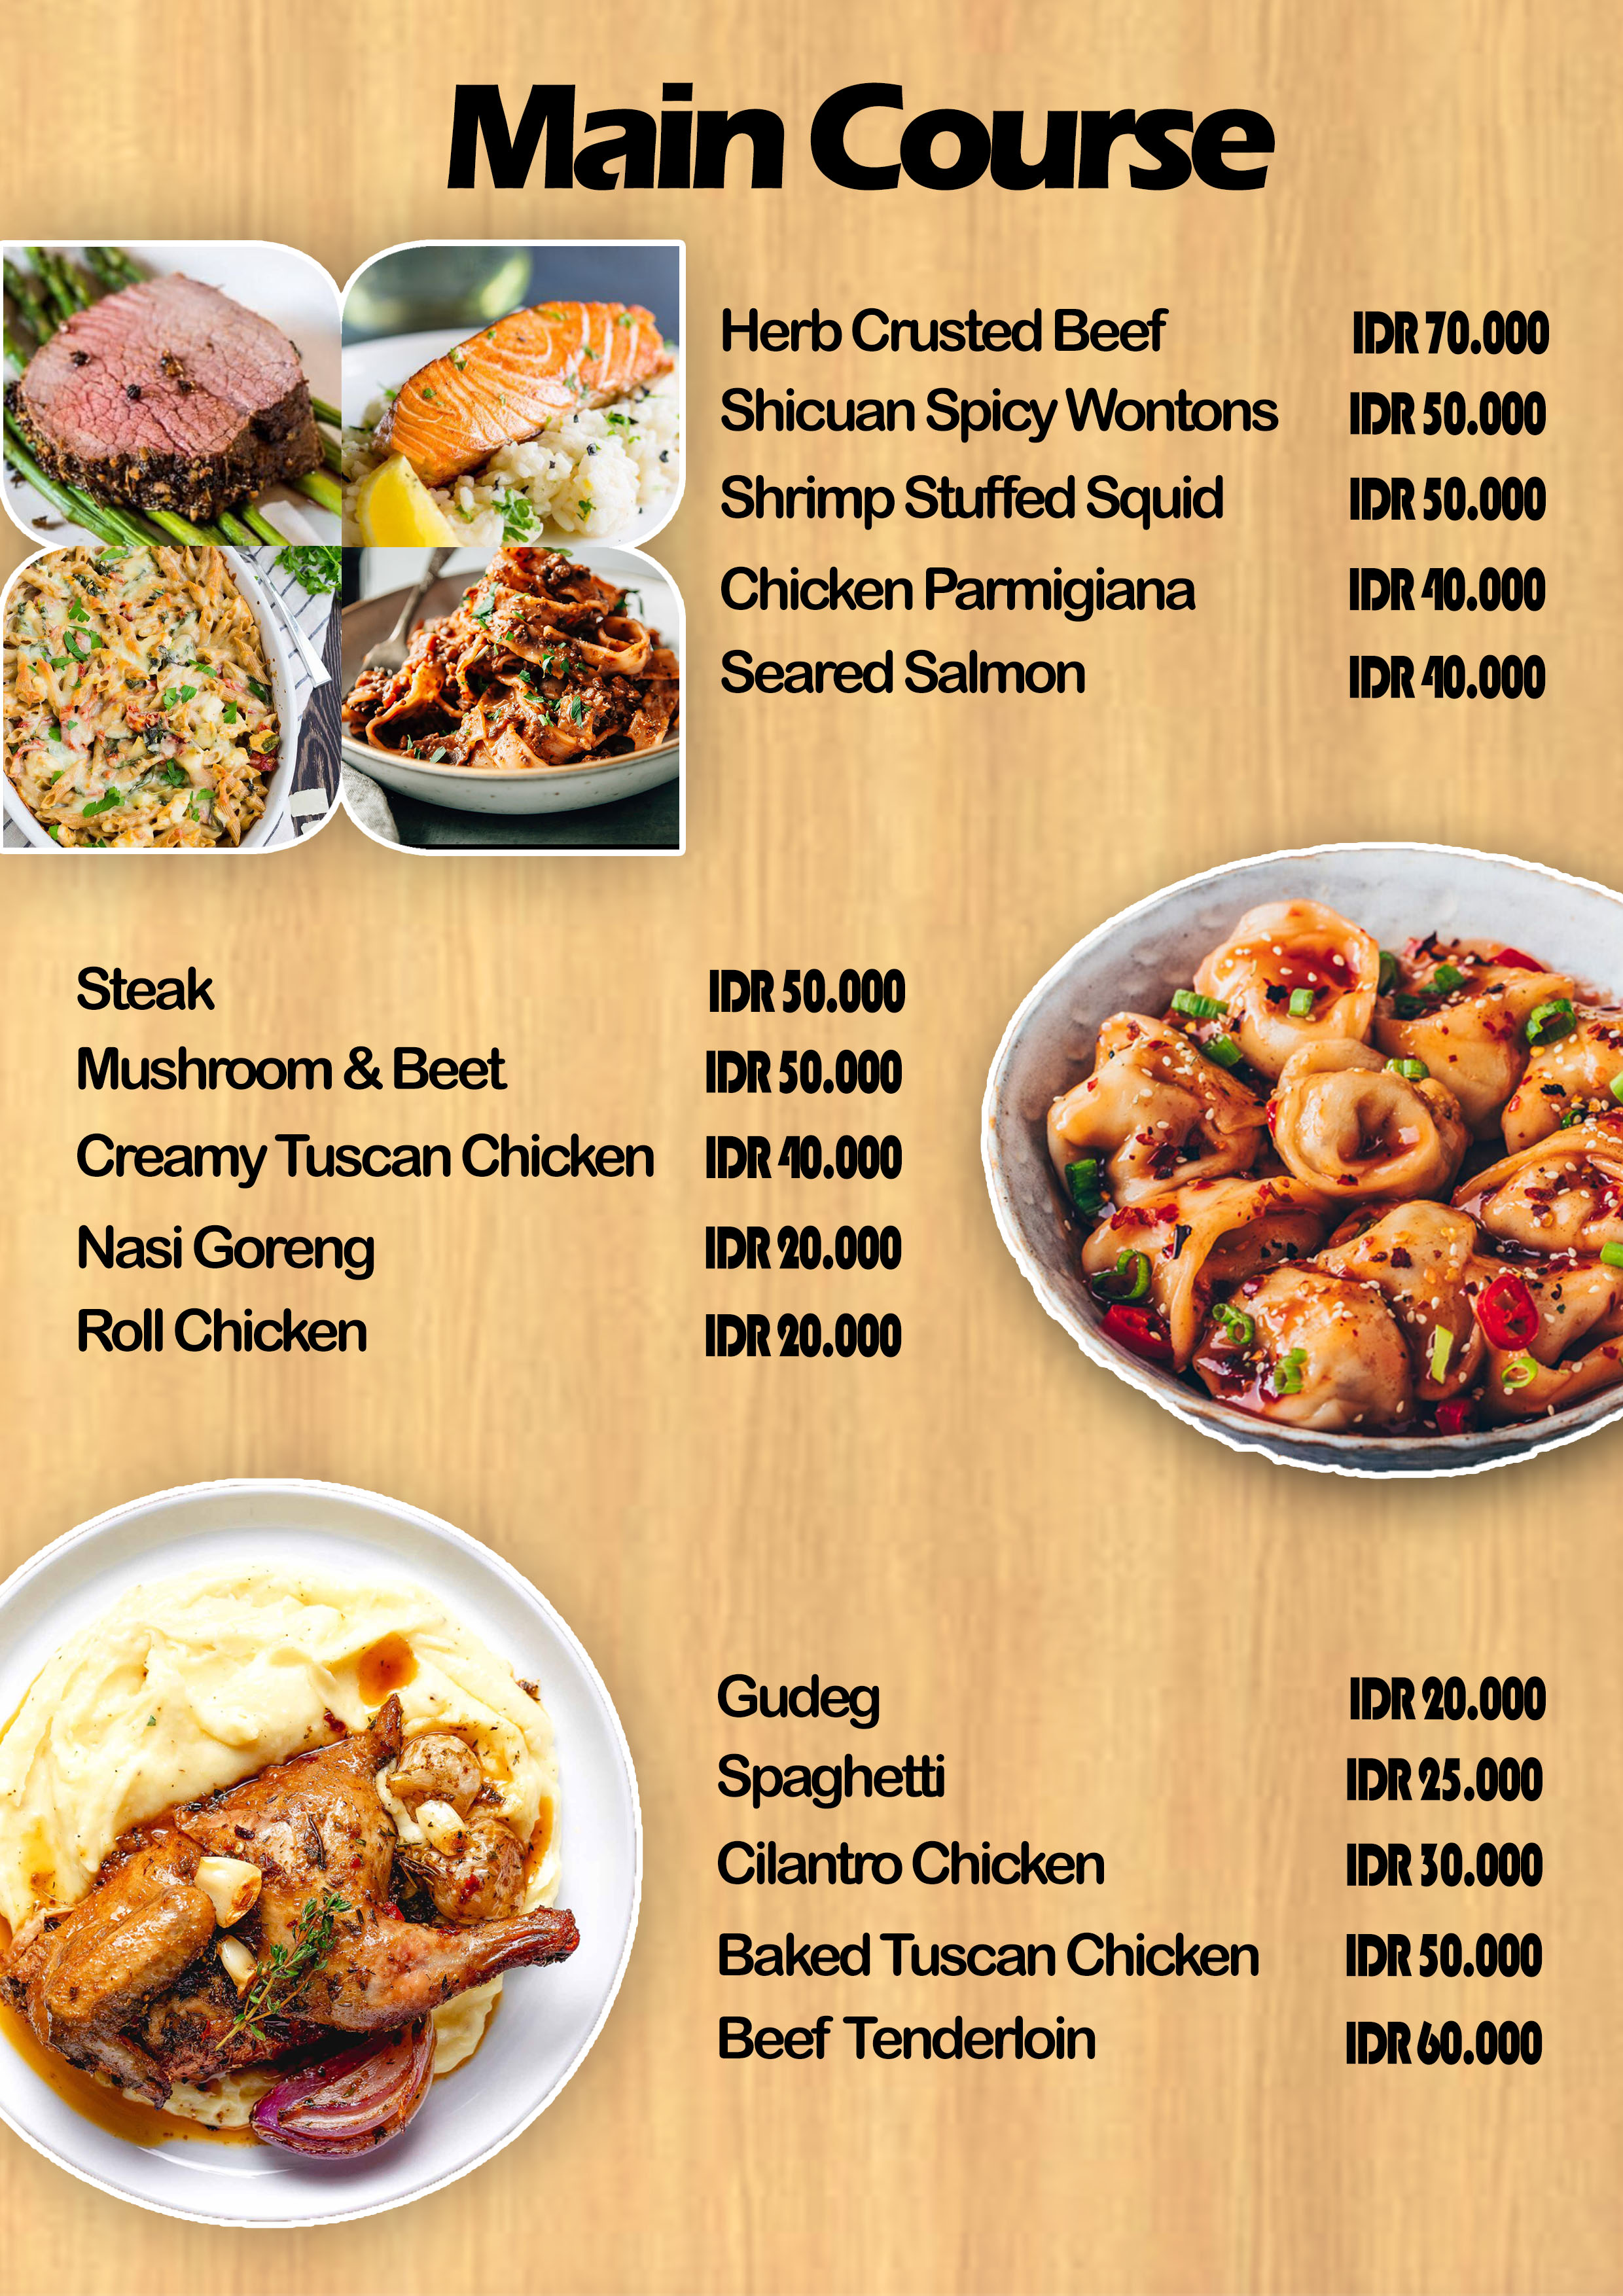 Main Course
Herb Crusted Beef IDR 70.000
Shicuan Spicy Wontons IDR 50.000
Shrimp Stuffed Squid IDR 50.000
Chicken Parmigiana IDR 40.000
Seared Salmon IDR 40.000
Steak IDR 50.000
Mushroom & Beet IDR 50.000
Creamy Tuscan Chicken IDR 40.000
Nasi Goreng IDR 20.000
Roll Chicken IDR 20.000
Gudeg IDR 20.000
Spaghetti IDR 25.000
Cilantro Chicken IDR 30.000
Baked Tuscan Chicken IDR 50.000
Beef Tenderloin IDR 60.000